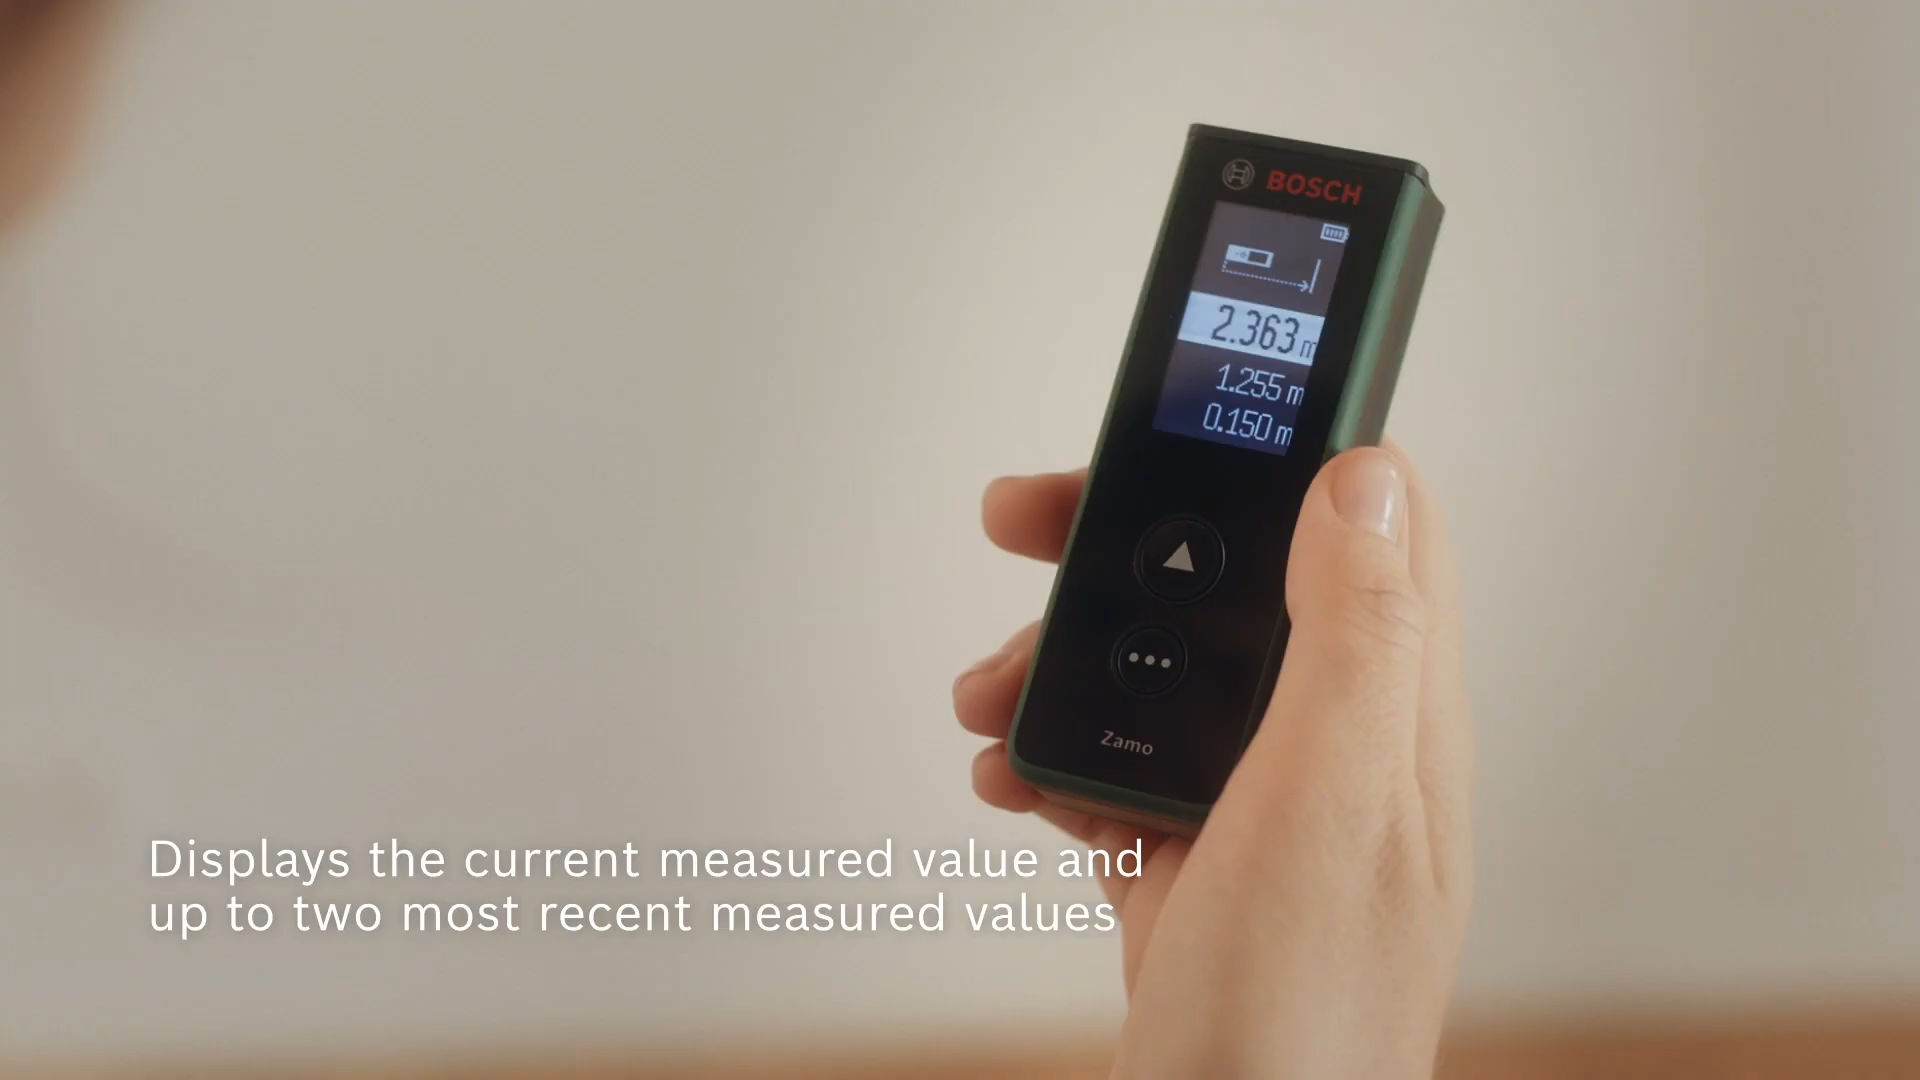 BOSCH
2.363 m
1.255 m
0.150 m
Zamo
Displays the current measured value and
up to two most recent measured values